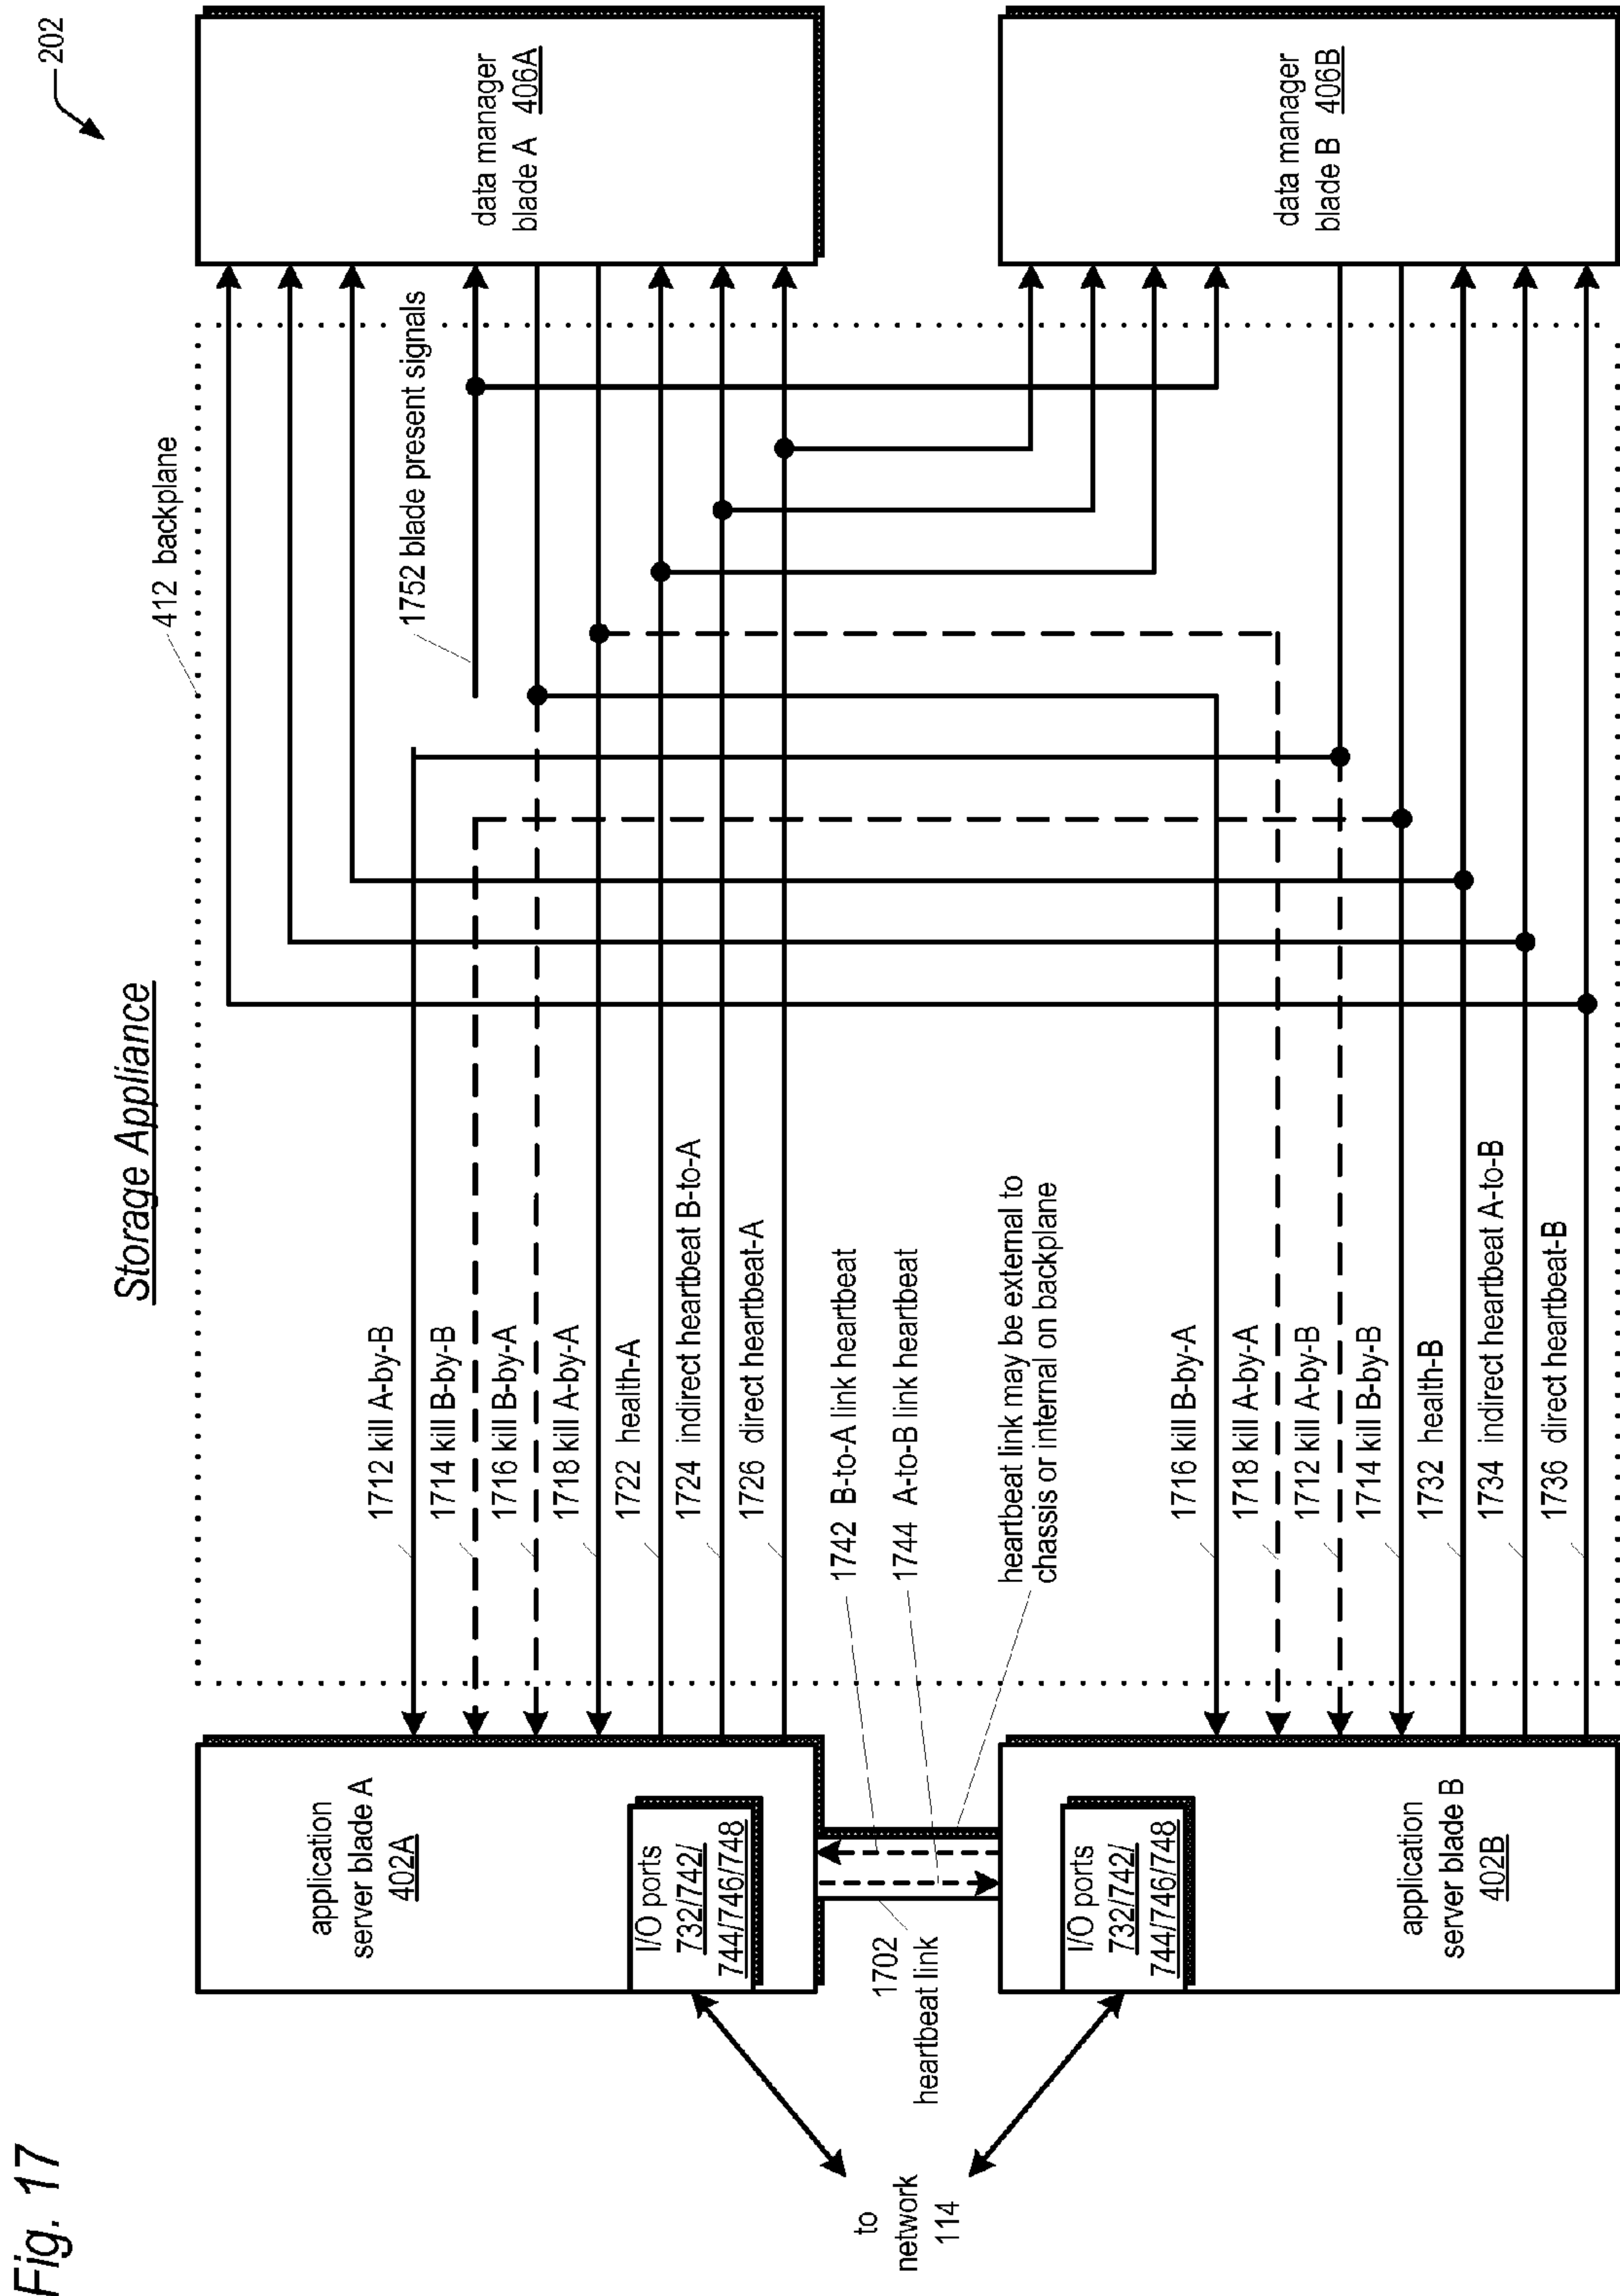 Fig. 17
Storage Appliance
202
412 backplane
application
server blade A
402A
I/O ports
732/742/
744/746/748
1712 kill A-by-B
1714 kill B-by-B
1716 kill B-by-A
1718 kill A-by-A
1722 health-A
1724 indirect heartbeat B-to-A
1726 direct heartbeat-A
1752 blade present signals
data manager
blade A 406A
to
network
114
1702
heartbeat link
1742 B-to-A link heartbeat
1744 A-to-B link heartbeat
heartbeat link may be external to
chassis or internal on backplane
I/O ports
732/742/
744/746/748
application
server blade B
402B
1716 kill B-by-A
1718 kill A-by-A
1712 kill A-by-B
1714 kill B-by-B
1732 health-B
1734 indirect heartbeat A-to-B
1736 direct heartbeat-B
data manager
blade B 406B